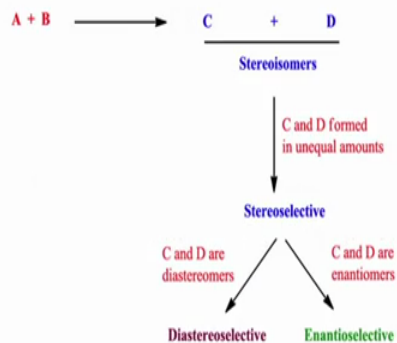 A + B C + D
Stereoisomers
C and D formed
in unequal amounts
Stereoselective
C and D are
diastereomers
C and D are
enantiomers
Diastereoselective Enantioselective